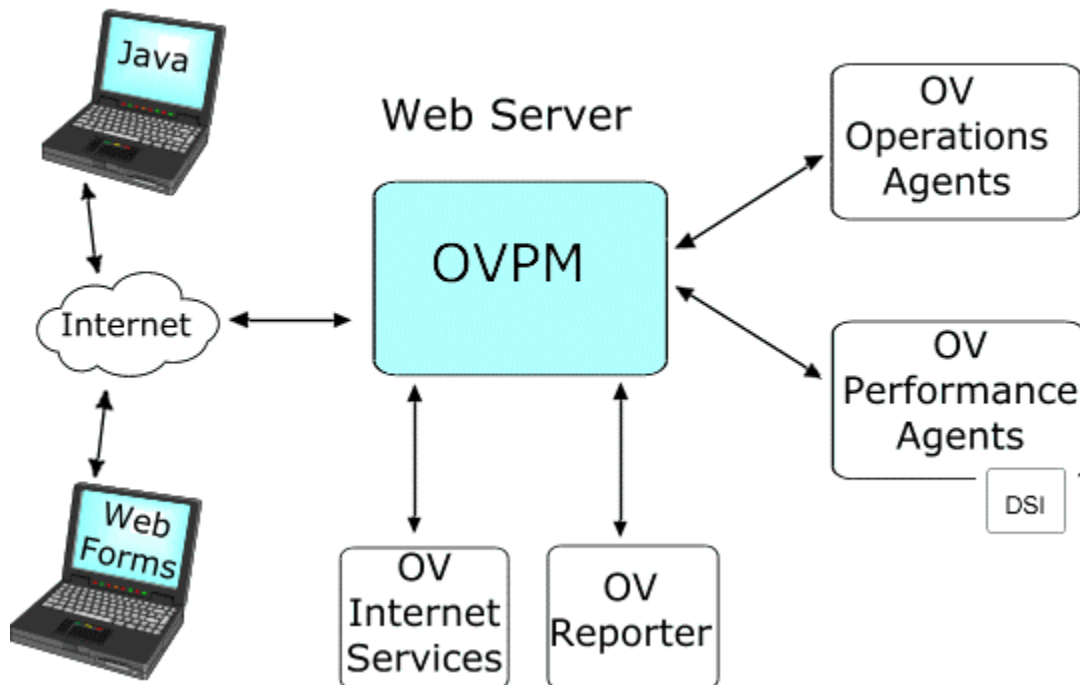 Java
Web Server
OV
Operations
Agents
OVPM
Internet
OV
Performance
Agents
DSI
Web
Forms
OV
Internet
Services
OV
Reporter